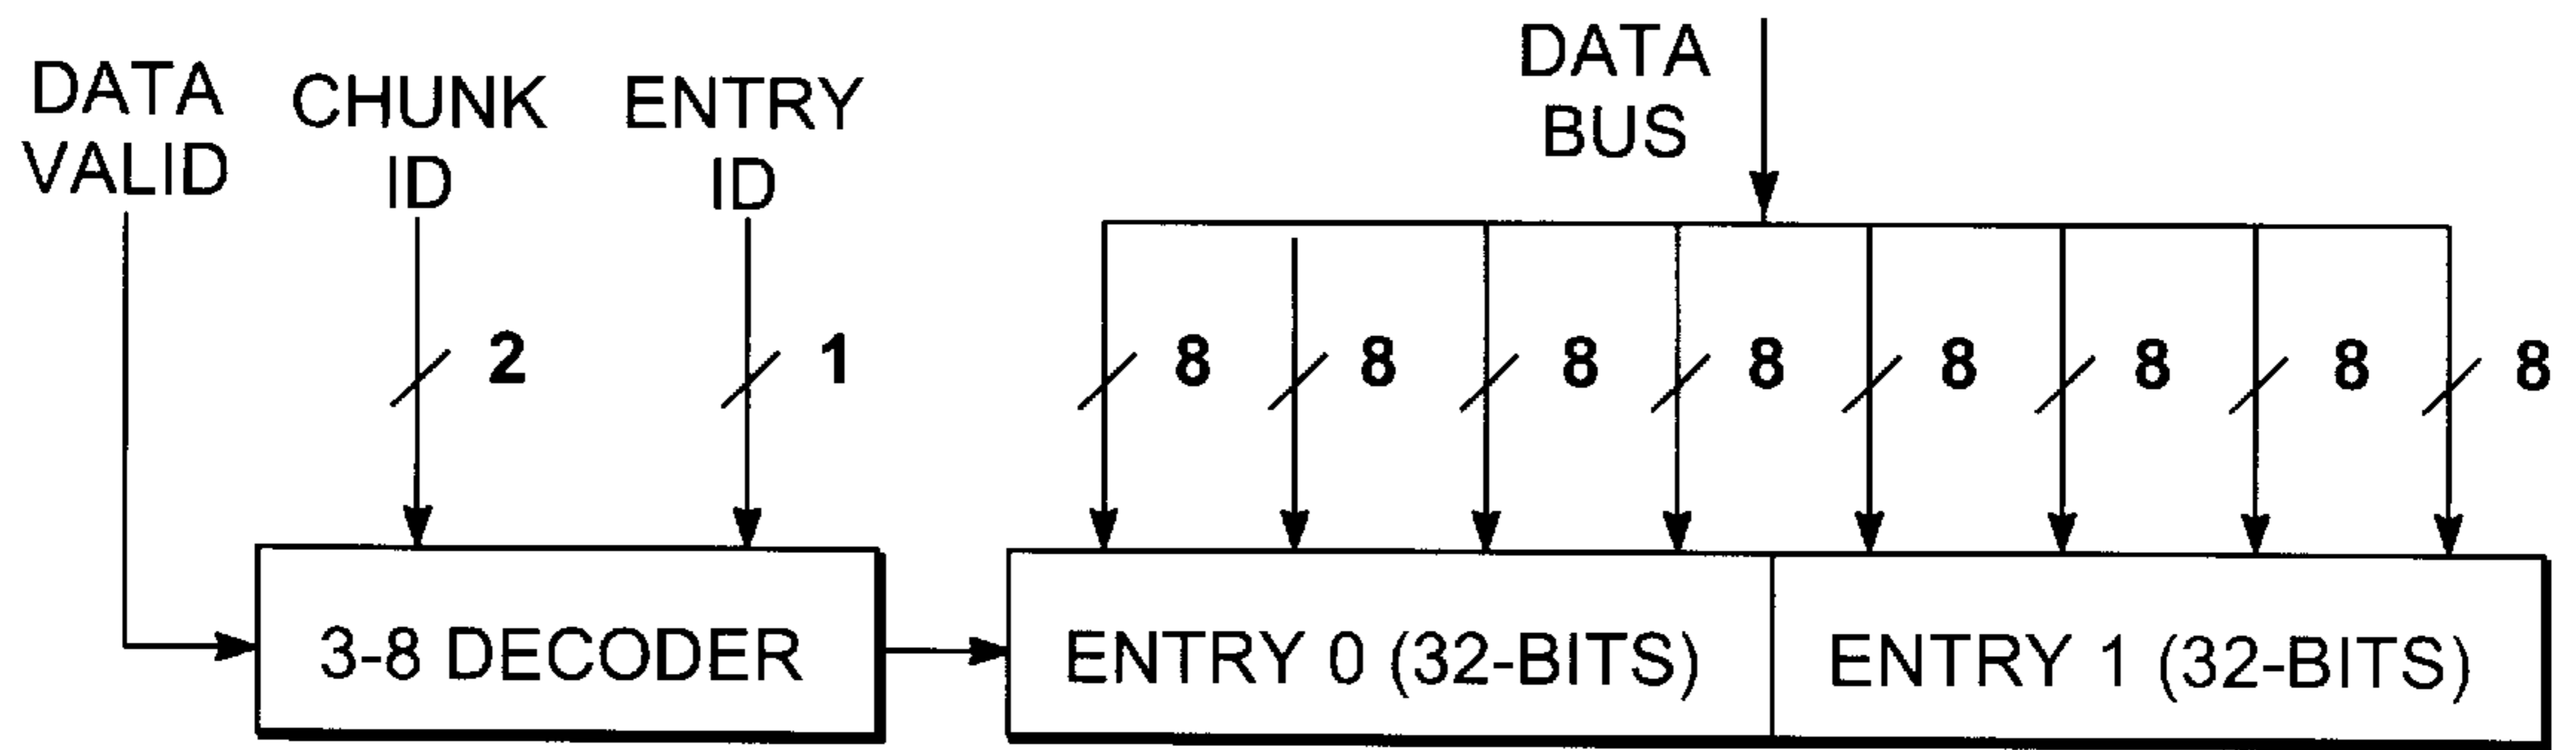 DATA
VALID
CHUNK
ID
ENTRY
ID
DATA
BUS
2
1
8
8
8
8
8
8
8
8
3-8 DECODER
ENTRY 0 (32-BITS)
ENTRY 1 (32-BITS)